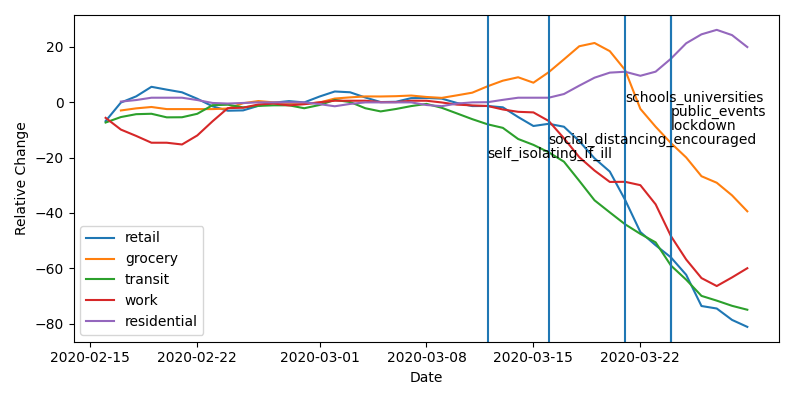 20
0
−20
−40
−60
−80
Relative Change
schools_universities
public_events
lockdown
social_distancing_encouraged
self_isolating_if_ill
retail
grocery
transit
work
residential
2020-02-15
2020-02-22
2020-03-01
2020-03-08
2020-03-15
2020-03-22
Date